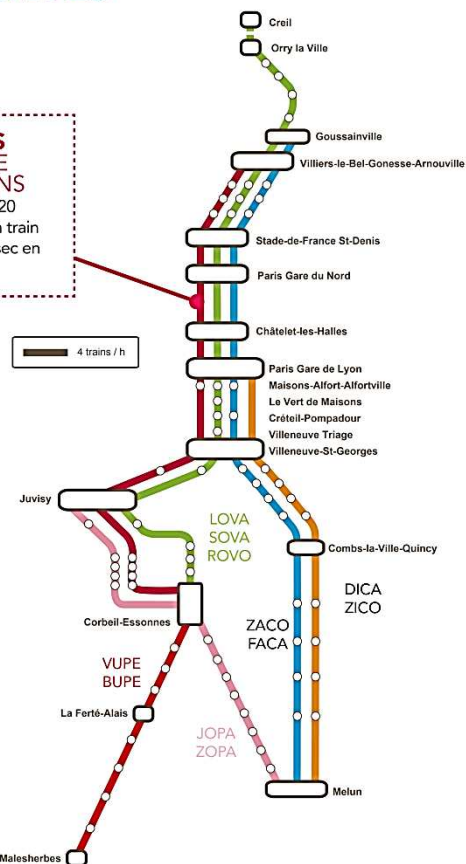 Creil
Orry la Ville
Goussainville
Villiers-le-Bel-Gonesse-Arnouville
NS
20
train
sec en
Stade-de-France St-Denis
Paris Gare du Nord
4 trains / h
Châtelet-les-Halles
Paris Gare de Lyon
Maisons-Alfort-Alfortville
Le Vert de Maisons
Créteil-Pompadour
Villeneuve Triage
Villeneuve-St-Georges
Juvisy
LOVA
SOVA
ROVO
Combs-la-Ville-Quincy
DICA
ZICO
Corbeil-Essonnes
ZACO
FACA
VUPE
BUPE
La Ferté-Alais
JOPA
ZOPA
Melun
Malesherbes